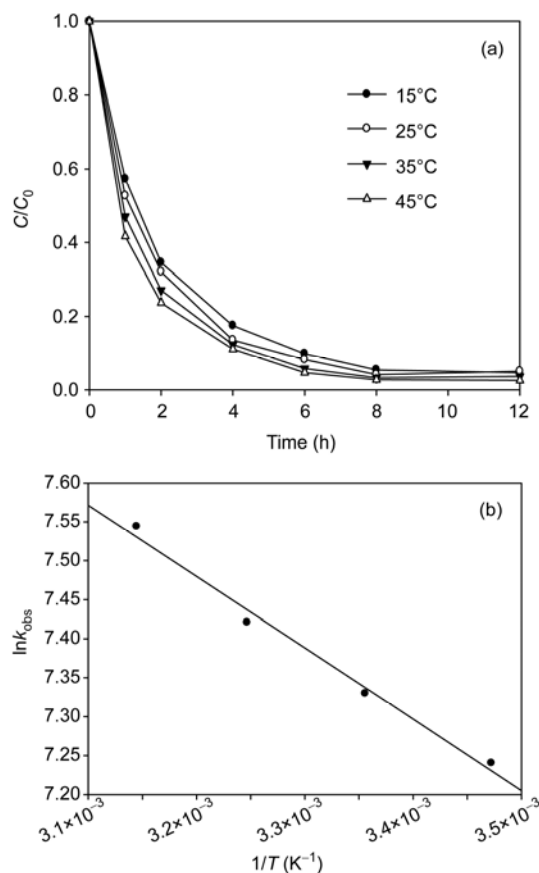 1.0
0.8
0.6
0.4
0.2
0.0
C/C₀
(a)
15°C
25°C
35°C
45°C
0 2 4 6 8 10 12
Time (h)
7.60
7.55
7.50
7.45
7.40
7.35
7.30
7.25
7.20
lnk_obs
(b)
3.1×10⁻³ 3.2×10⁻³ 3.3×10⁻³ 3.4×10⁻³ 3.5×10⁻³
1/T (K⁻¹)